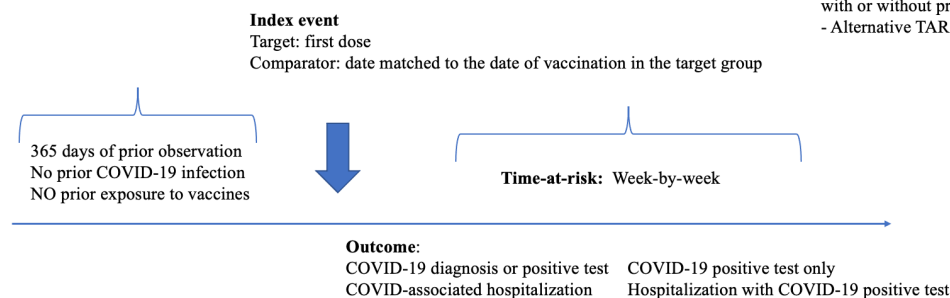 with or without pr
- Alternative TAR
Index event
Target: first dose
Comparator: date matched to the date of vaccination in the target group
365 days of prior observation
No prior COVID-19 infection
NO prior exposure to vaccines
Time-at-risk: Week-by-week
Outcome:
COVID-19 diagnosis or positive test COVID-19 positive test only
COVID-associated hospitalization Hospitalization with COVID-19 positive test